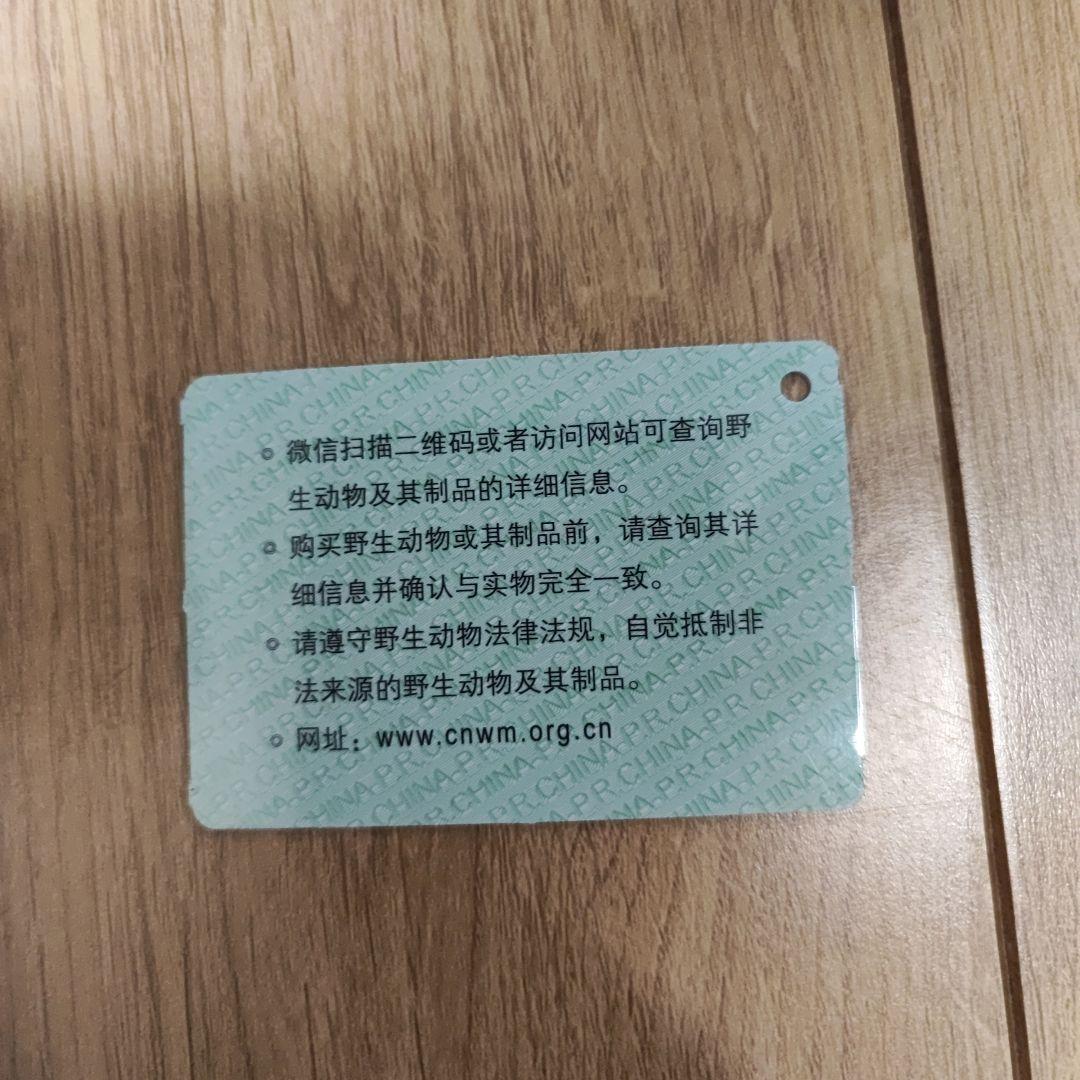 微信扫描二维码或者访问网站可查询野
生动物及其制品的详细信息。
购买野生动物或其制品前，请查询其详
细信息并确认与实物完全一致。
请遵守野生动物法律法规，自觉抵制非
法来源的野生动物及其制品。
网址：www.cnwm.org.cn